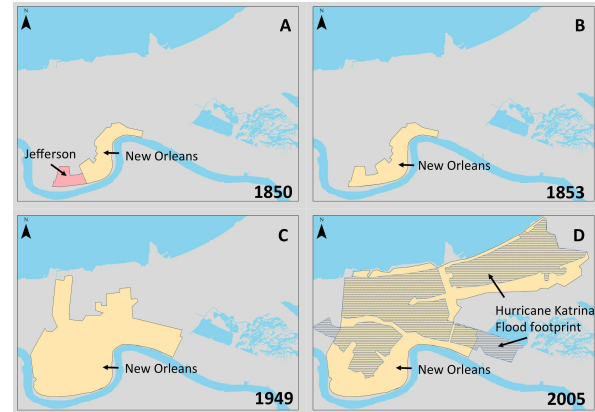 N
A
Jefferson
New Orleans
1850
N
B
New Orleans
1853
N
C
New Orleans
1949
N
D
Hurricane Katrina
Flood footprint
New Orleans
2005